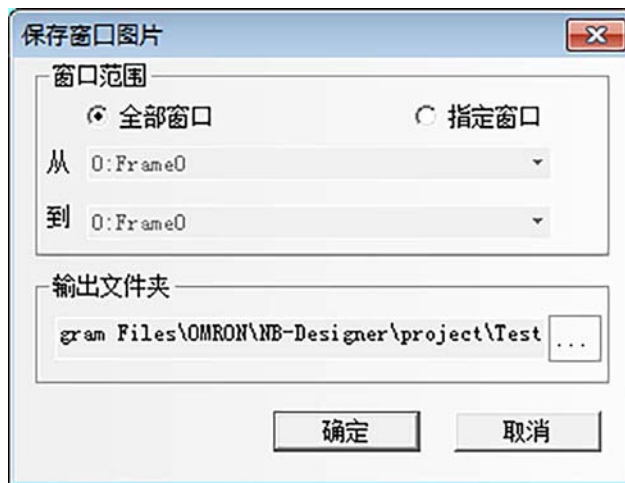 保存窗口图片
窗口范围
全部窗口 指定窗口
从 0:Frame0
到 0:Frame0
输出文件夹
gram Files\OMRON\NB-Designer\project\Test ...
确定 取消